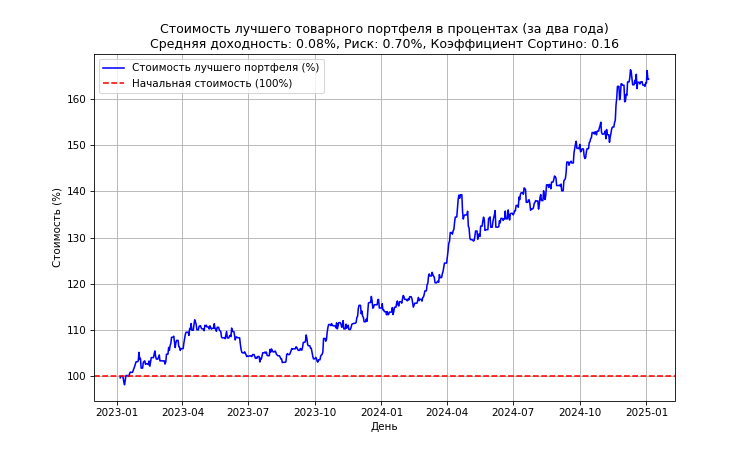 Стоимость лучшего товарного портфеля в процентах (за два года)
Средняя доходность: 0.08%, Риск: 0.70%, Коэффициент Сортино: 0.16
Стоимость лучшего портфеля (%)
Начальная стоимость (100%)
Стоимость (%)
160
150
140
130
120
110
100
2023-01 2023-04 2023-07 2023-10 2024-01 2024-04 2024-07 2024-10 2025-01
День